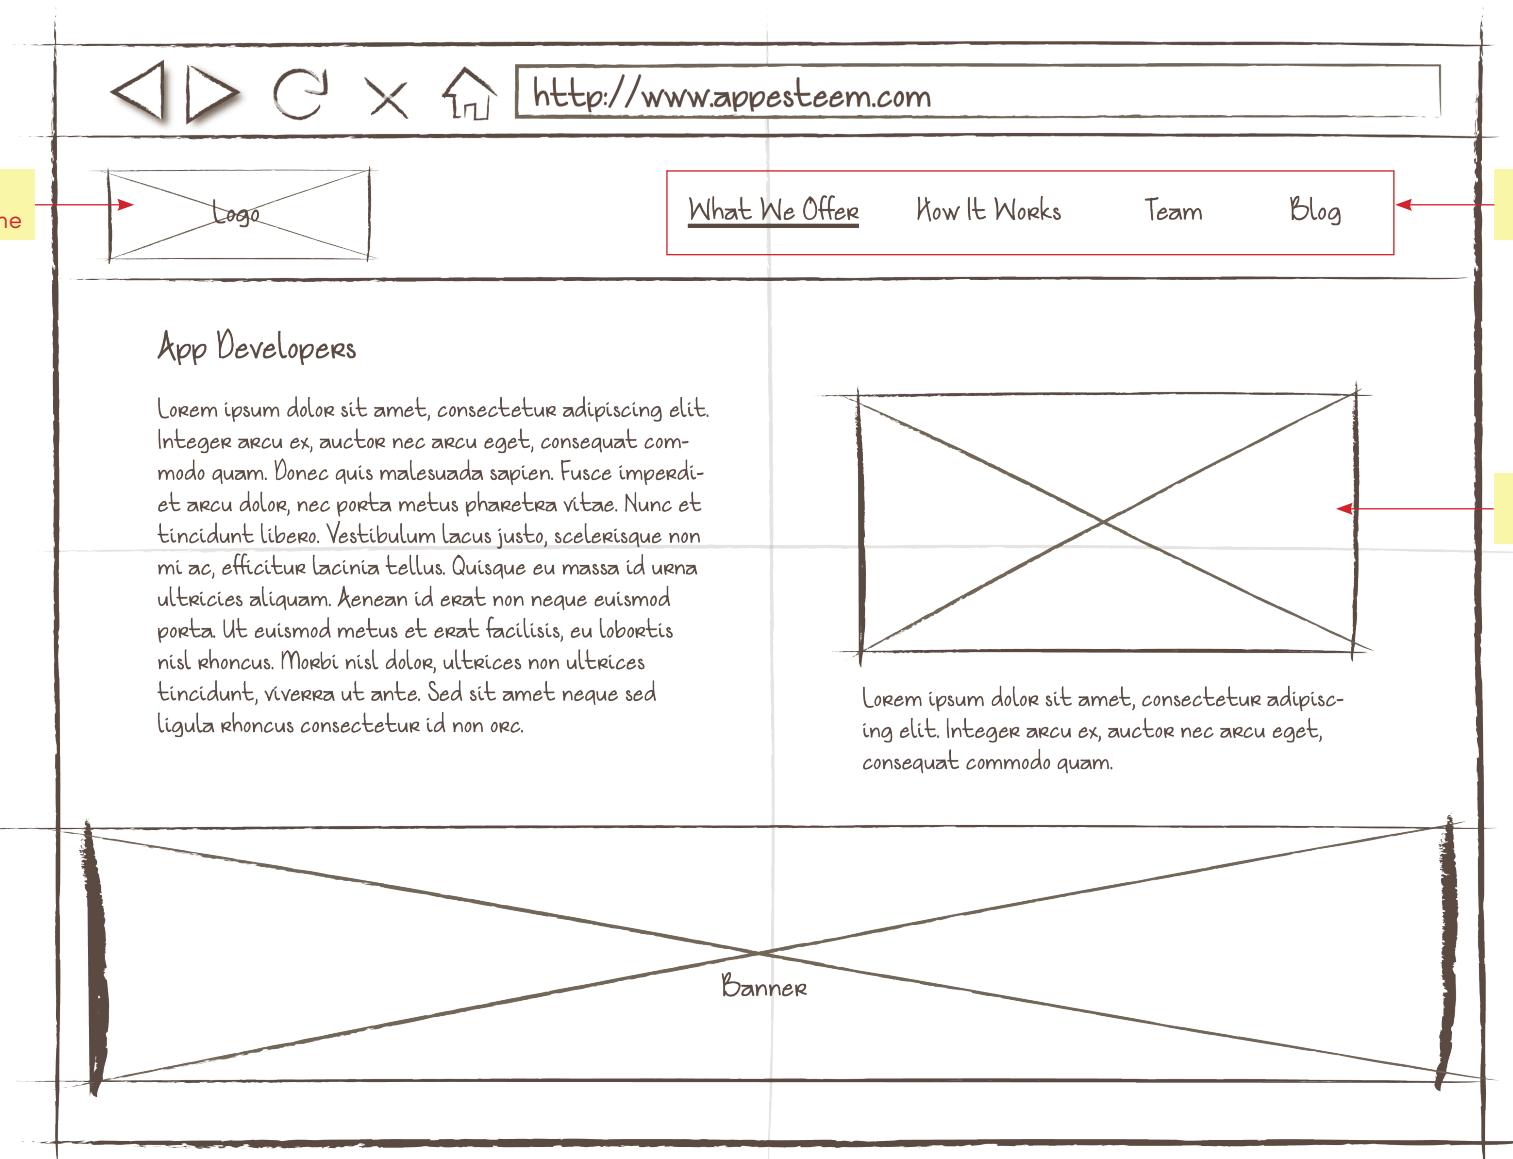 http://www.appesteem.com
me
Logo
What We Offer How It Works Team Blog
App Developers
Lorem ipsum dolor sit amet, consectetur adipiscing elit.
Integer arcu ex, auctor nec arcu eget, consequat com-
modo quam. Donec quis malesuada sapien. Fusce imperdi-
et arcu dolor, nec porta metus pharetra vitae. Nunc et
tincidunt libero. Vestibulum lacus justo, scelerisque non
mi ac, efficitur lacinia tellus. Quisque eu massa id urna
ultricies aliquam. Aenean id erat non neque euismod
porta. Ut euismod metus et erat facilisis, eu lobortis
nisl rhoncus. Morbi nisl dolor, ultrices non ultrices
tincidunt, viverra ut ante. Sed sit amet neque sed
ligula rhoncus consectetur id non orc.
Lorem ipsum dolor sit amet, consectetur adipisc-
ing elit. Integer arcu ex, auctor nec arcu eget,
consequat commodo quam.
Banner